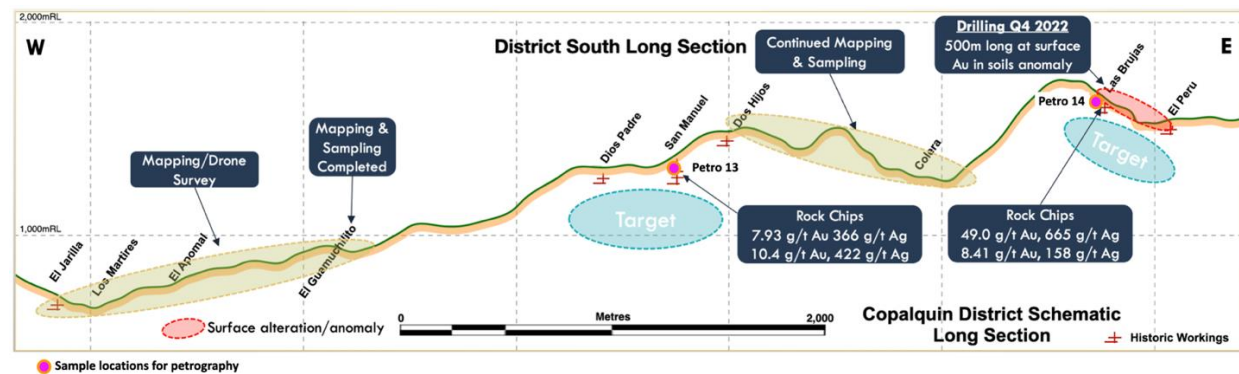 2,000mRL
W
District South Long Section
Continued Mapping
& Sampling
Drilling Q4 2022
500m long at surface
Au in soils anomaly
E
Las Brujas
El Peru
Petro 14
Target
Mapping &
Sampling
Completed
Mapping/Drone
Survey
Dios Padre
San Manuel
Dos Hijos
Petro 13
Colara
Target
Rock Chips
7.93 g/t Au 366 g/t Ag
10.4 g/t Au, 422 g/t Ag
Rock Chips
49.0 g/t Au, 665 g/t Ag
8.41 g/t Au, 158 g/t Ag
1,000mRL
El Jarilla
Los Martires
El Apomal
El Guamuchilito
Surface alteration/anomaly
0
Metres
2,000
Copalquin District Schematic
Long Section
Historic Workings
Sample locations for petrography